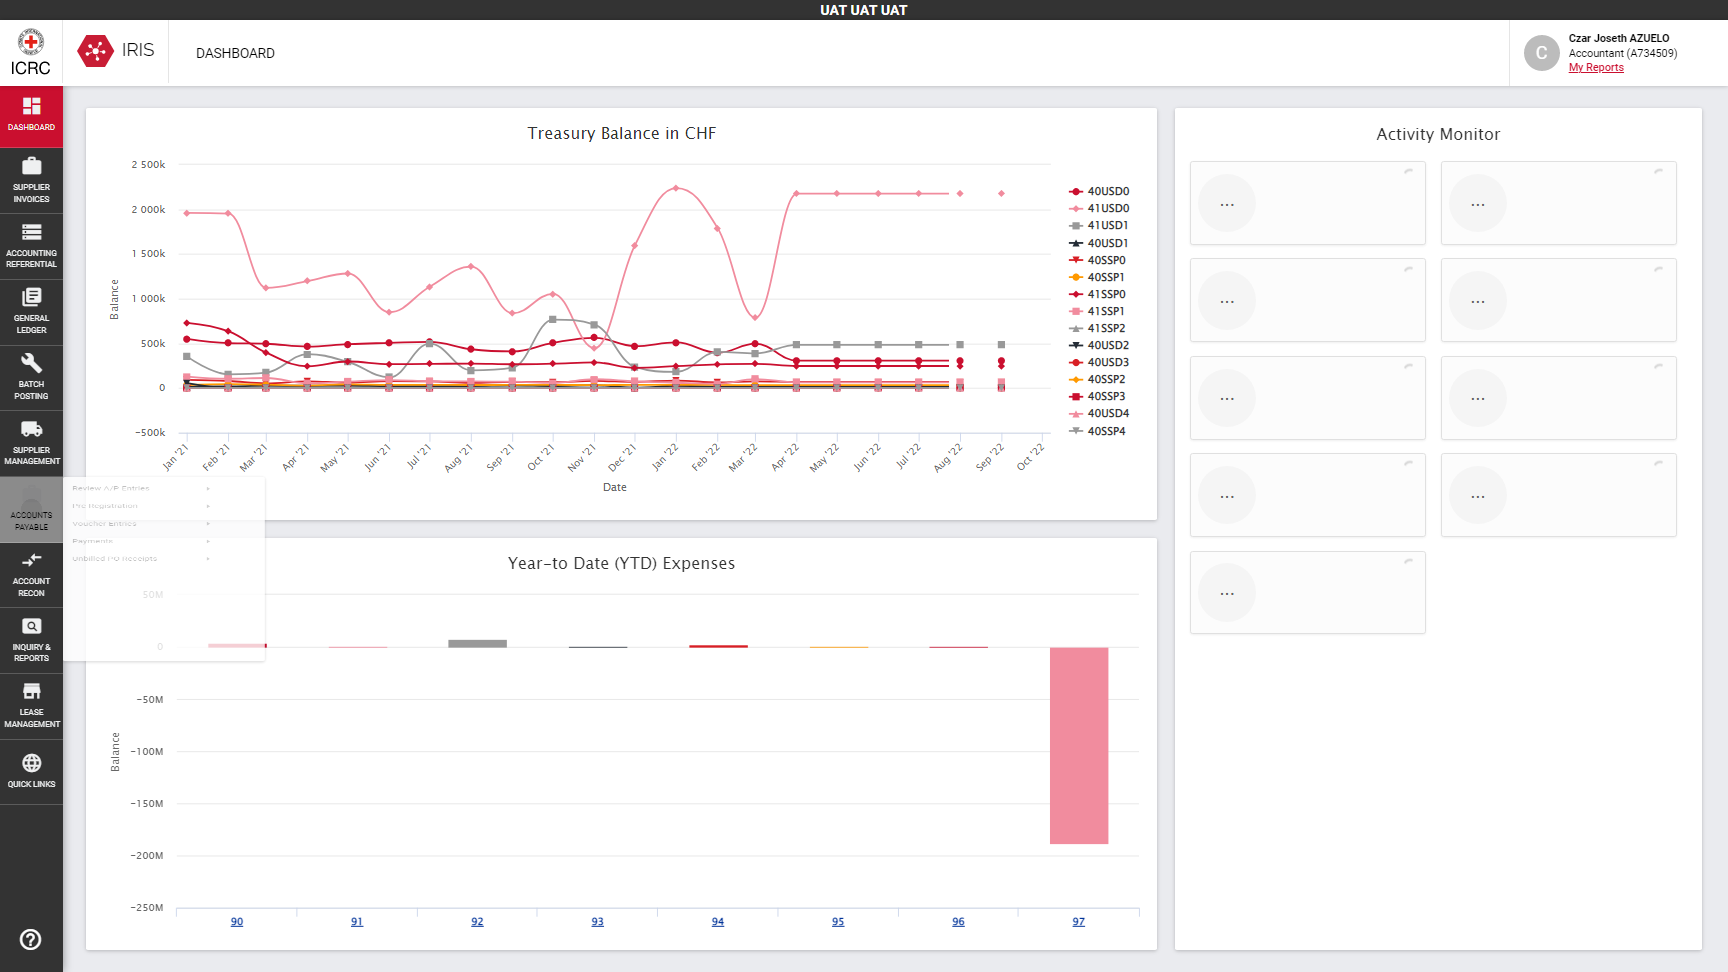 UAT UAT UAT
ICRC
IRIS
DASHBOARD
Czar Joseth AZUELO
Accountant (A734509)
My Reports
DASHBOARD
SUPPLIER
INVOICES
ACCOUNTING
REFERENTIAL
GENERAL
LEDGER
BATCH
POSTING
SUPPLIER
MANAGEMENT
ACCOUNTS
PAYABLE
ACCOUNT
RECON
INQUIRY &
REPORTS
LEASE
MANAGEMENT
QUICK LINKS
Review A/P Entries
Pre Registration
Voucher Entries
Payments
Unbilled PO Receipts
Treasury Balance in CHF
Balance
2 500k
2 000k
1 500k
1 000k
500k
0
-500k
Jan '21
Feb '21
Mar '21
Apr '21
May '21
Jun '21
Jul '21
Aug '21
Sep '21
Oct '21
Nov '21
Dec '21
Jan '22
Feb '22
Mar '22
Apr '22
May '22
Jun '22
Jul '22
Aug '22
Sep '22
Oct '22
Date
40USD0
41USD0
41USD1
40USD1
40SSP0
40SSP1
41SSP0
41SSP1
41SSP2
40USD2
40USD3
40SSP2
40SSP3
40USD4
40SSP4
Year-to Date (YTD) Expenses
Balance
50M
0
-50M
-100M
-150M
-200M
-250M
90
91
92
93
94
95
96
97
Activity Monitor
...
...
...
...
...
...
...
...
...